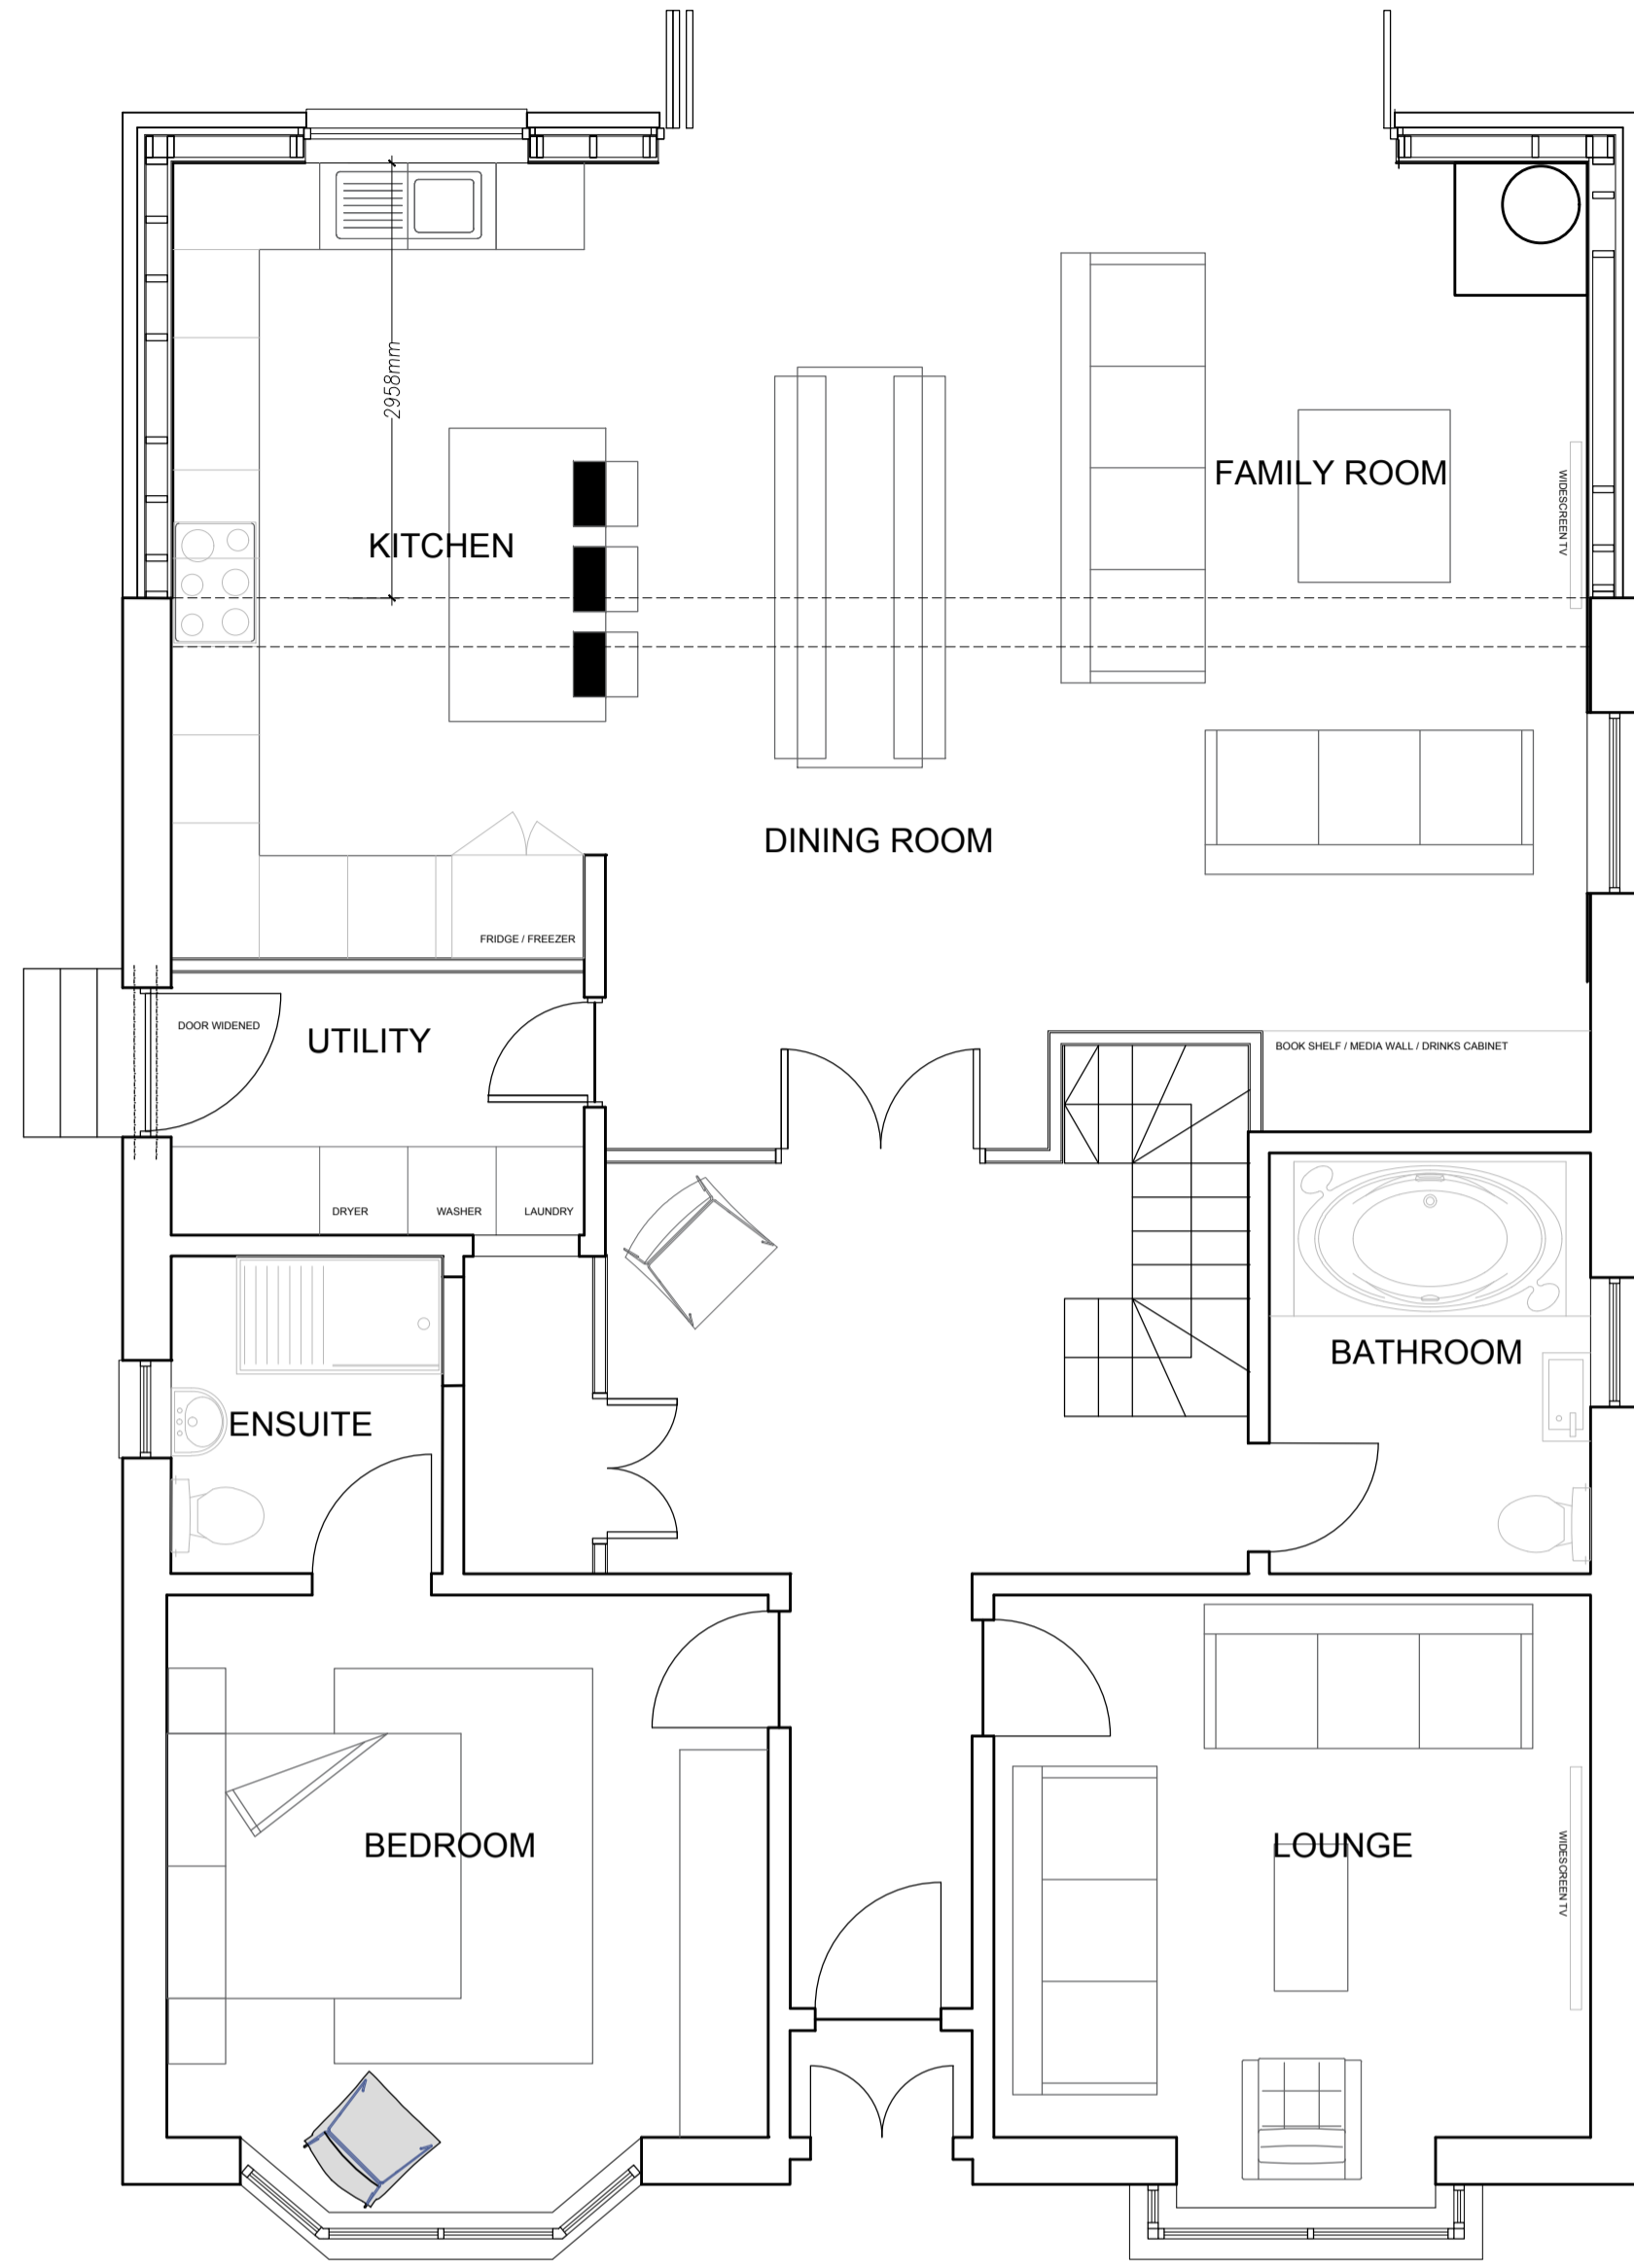 2958mm
FAMILY ROOM
WIDESCREEN TV
KITCHEN
DINING ROOM
FRIDGE / FREEZER
DOOR WIDENED
UTILITY
BOOK SHELF / MEDIA WALL / DRINKS CABINET
DRYER
WASHER
LAUNDRY
BATHROOM
ENSUITE
BEDROOM
LOUNGE
WIDESCREEN TV